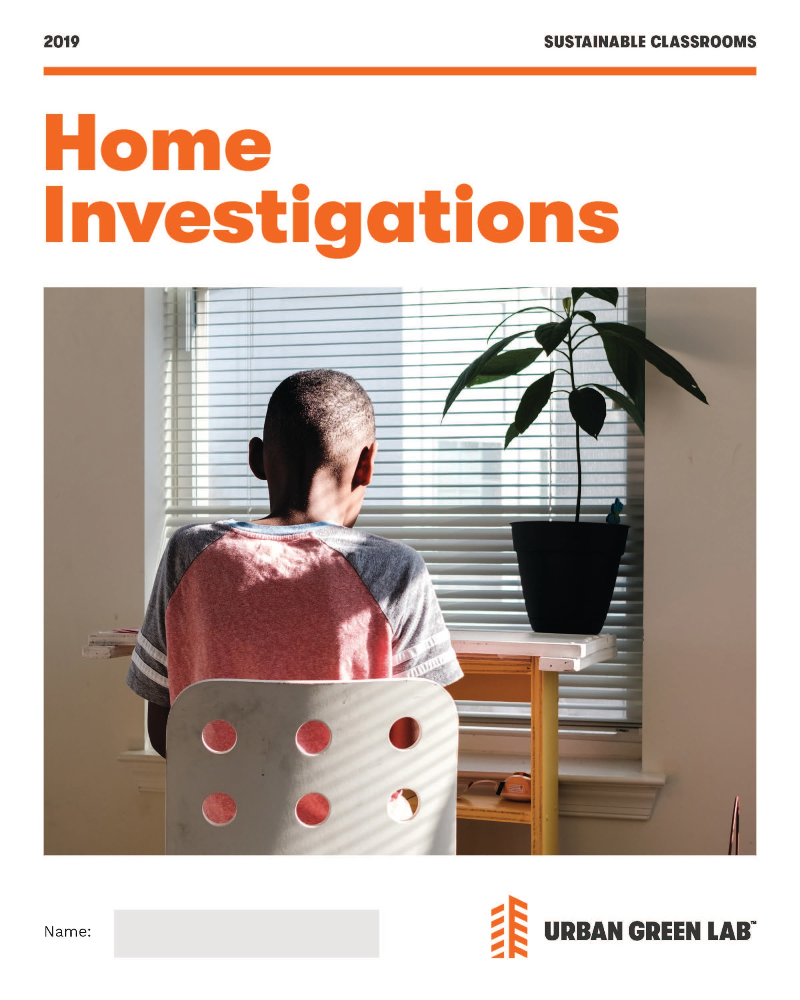 2019
SUSTAINABLE CLASSROOMS
Home
Investigations
Name:
URBAN GREEN LAB™